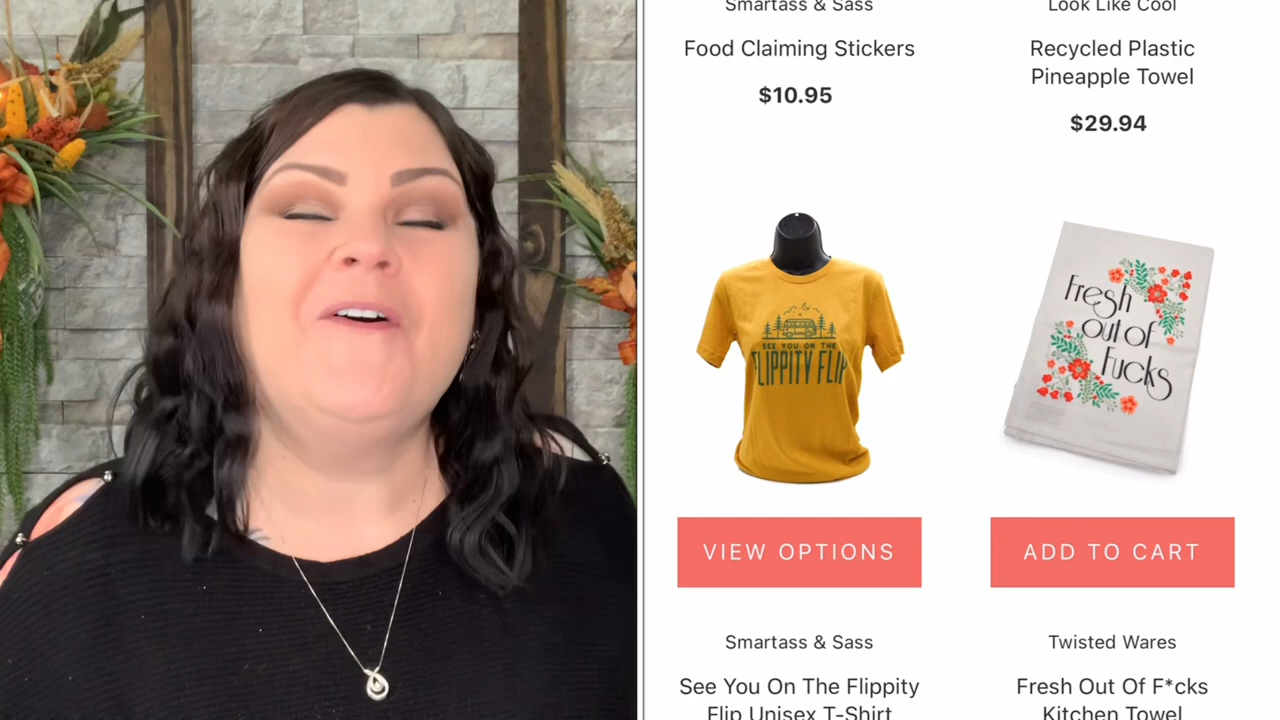 Smartass & Sass
Look Like Cool
Food Claiming Stickers
$10.95
Recycled Plastic
Pineapple Towel
$29.94
SEE YOU ON THE
FLIPPITY FLIP
Fresh
out of
Fucks
VIEW OPTIONS
ADD TO CART
Smartass & Sass
See You On The Flippity
Flip Unisex T-Shirt
Twisted Wares
Fresh Out Of F*cks
Kitchen Towel